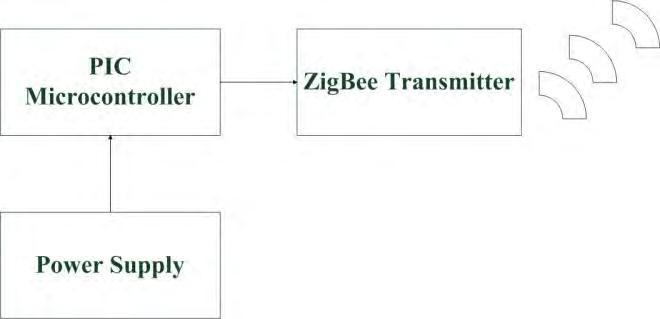 PIC
Microcontroller
ZigBee Transmitter
Power Supply